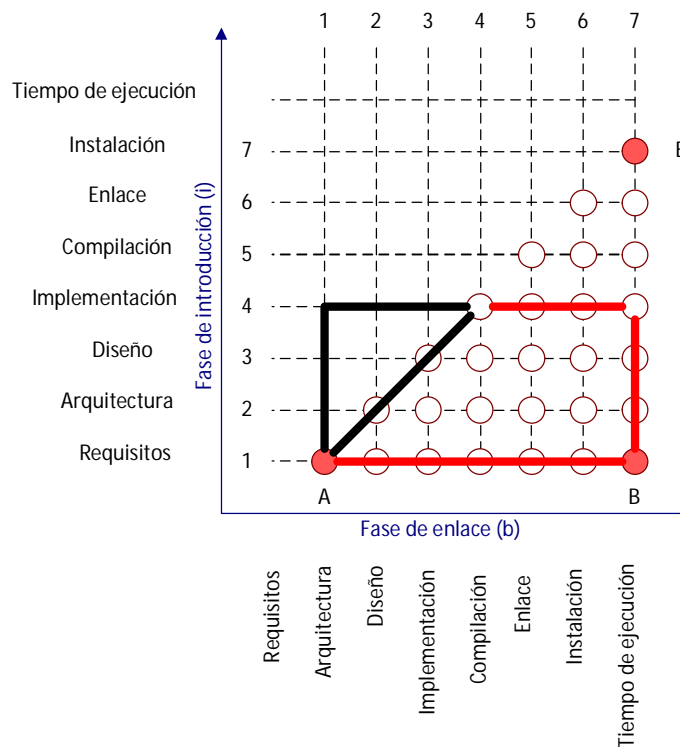 1 2 3 4 5 6 7
Tiempo de ejecución
Instalación 7
Enlace 6
Compilación 5
Implementación 4
Diseño 3
Arquitectura 2
Requisitos 1
Fase de introducción (i)
A B
Fase de enlace (b)
Requisitos
Arquitectura
Diseño
Implementación
Compilación
Enlace
Instalación
Tiempo de ejecución